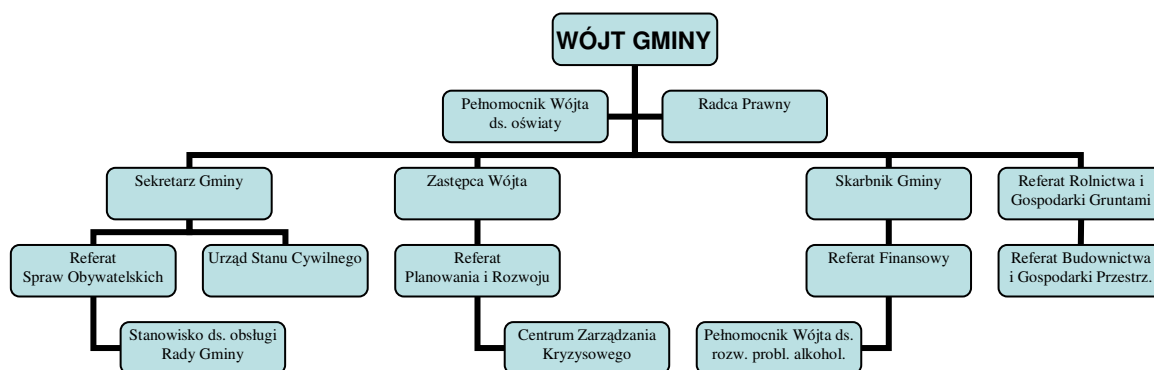 WÓJT GMINY
Pełnomocnik Wójta
ds. oświaty
Radca Prawny
Sekretarz Gminy
Zastępca Wójta
Skarbnik Gminy
Referat Rolnictwa i
Gospodarki Gruntami
Referat
Spraw Obywatelskich
Urząd Stanu Cywilnego
Referat
Planowania i Rozwoju
Referat Finansowy
Referat Budownictwa
i Gospodarki Przestrz.
Stanowisko ds. obsługi
Rady Gminy
Centrum Zarządzania
Kryzysowego
Pełnomocnik Wójta ds.
rozw. probl. alkohol.